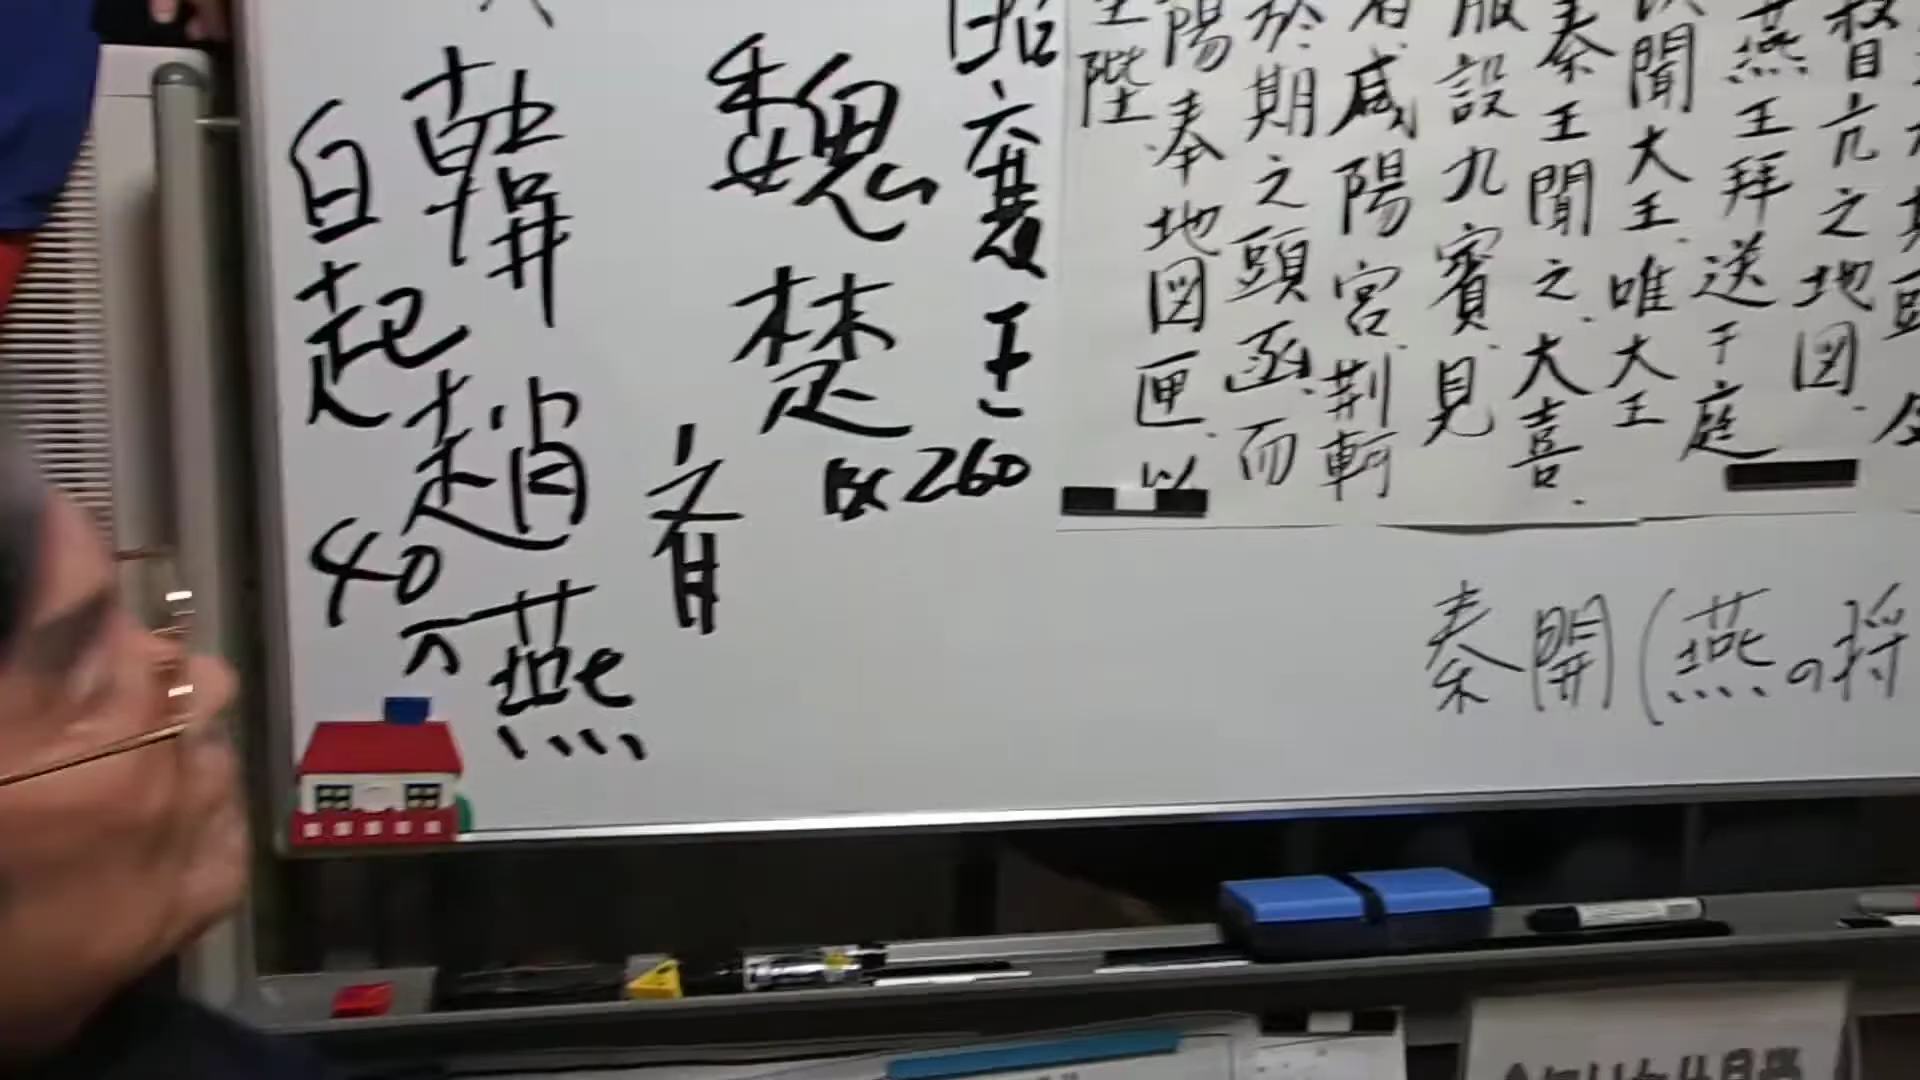 督亢之地図
燕王拝送于庭
聞大王唯大王
秦王聞之大喜
服設九賓見
咸陽宮荊軻
於期之頭函而
陽奉地図匣以
陛
昭襄王
BC260
魏
楚
斉
韓
趙
燕
白起
40万
秦開(燕の将